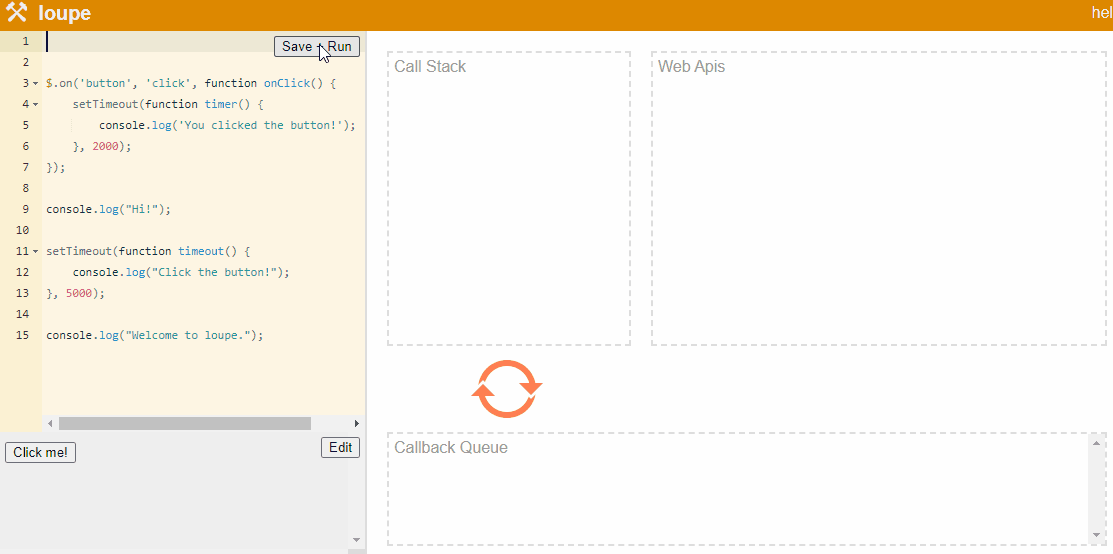 loupe
hel
Save + Run
1
2
3 $.on('button', 'click', function onClick() {
4     setTimeout(function timer() {
5         console.log('You clicked the button!');
6     }, 2000);
7 });
8
9 console.log("Hi!");
10
11 setTimeout(function timeout() {
12     console.log("Click the button!");
13 }, 5000);
14
15 console.log("Welcome to loupe.");
Click me!
Edit
Call Stack
Web Apis
Callback Queue